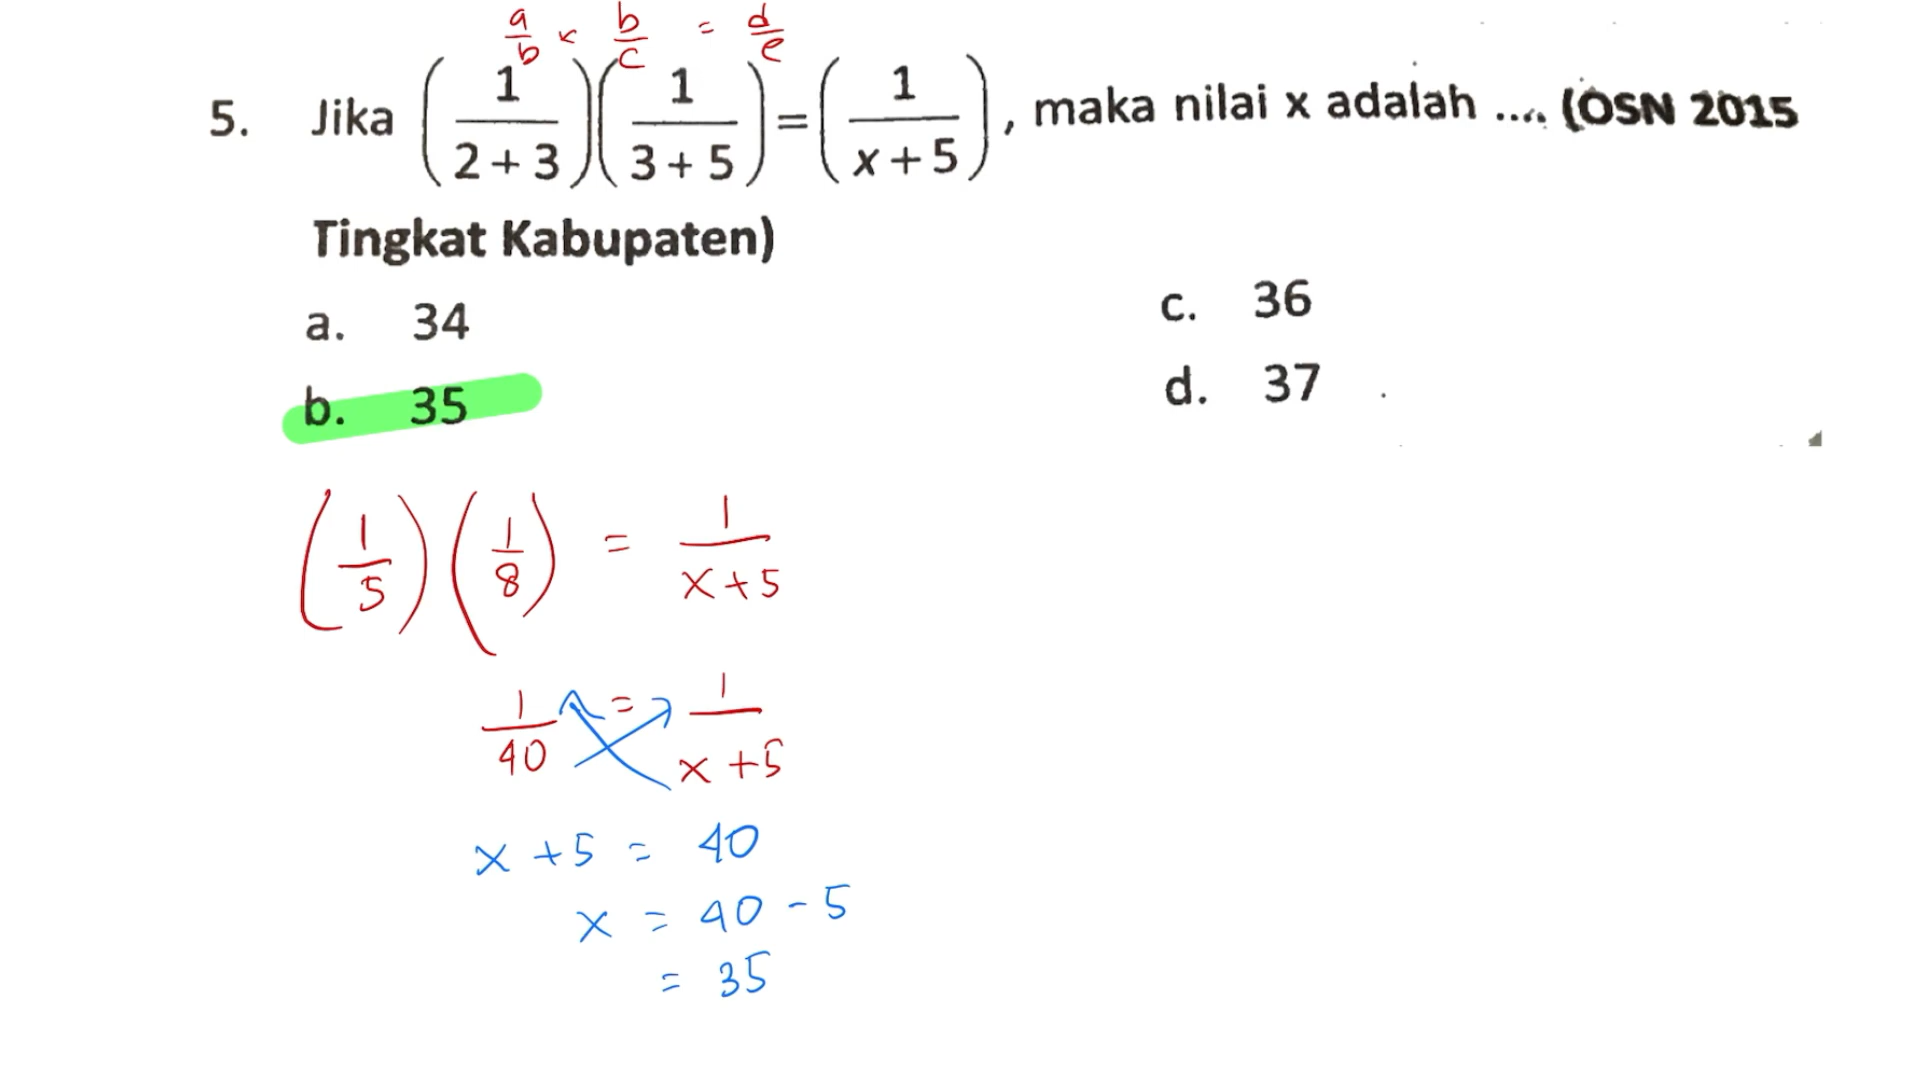 a/b × b/c = d/e
5. Jika (1/(2+3))(1/(3+5))=(1/(x+5)), maka nilai x adalah .... (OSN 2015
Tingkat Kabupaten)
a. 34
b. 35
c. 36
d. 37
(1/5)(1/8) = 1/(x+5)
1/40 = 1/(x+5)
x+5 = 40
x = 40-5
= 35